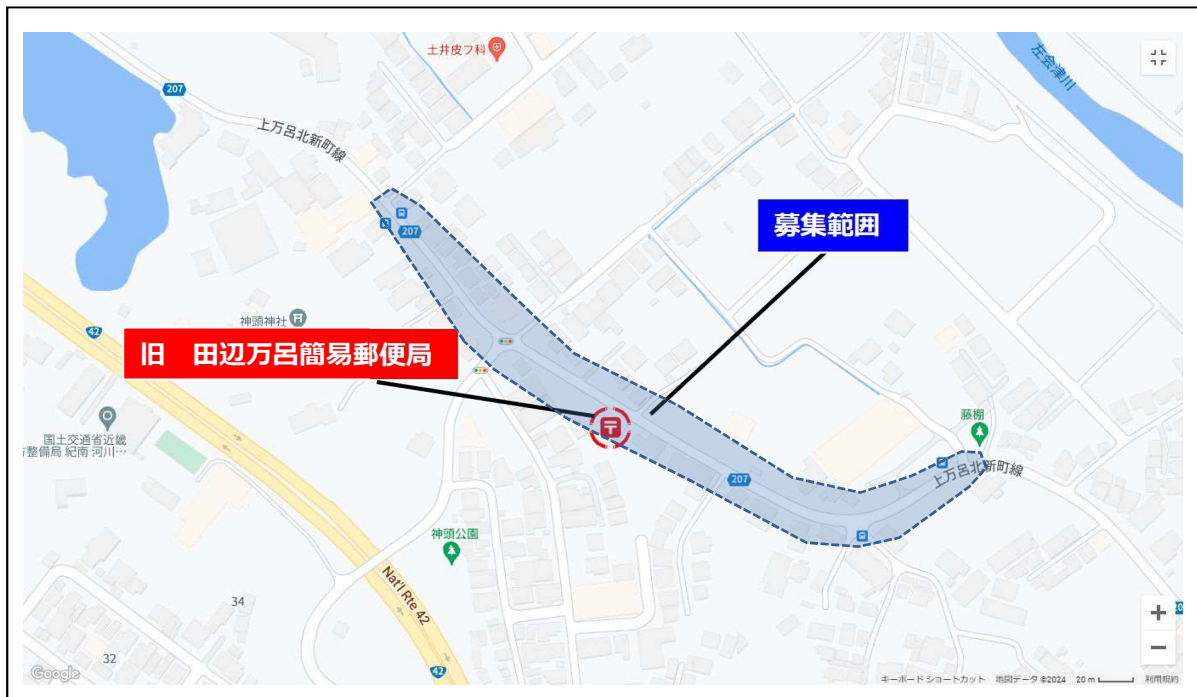 土井皮フ科
左会津川
207
上万呂北新町線
募集範囲
207
神頭神社
42
旧 田辺万呂簡易郵便局
国土交通省近畿
整備局 紀南 河川…
藤棚
207
上万呂北新町線
神頭公園
Nat'l Rte 42
34
32
42
20
Google
キーボード ショートカット 地図データ ©2024 20 m 利用規約